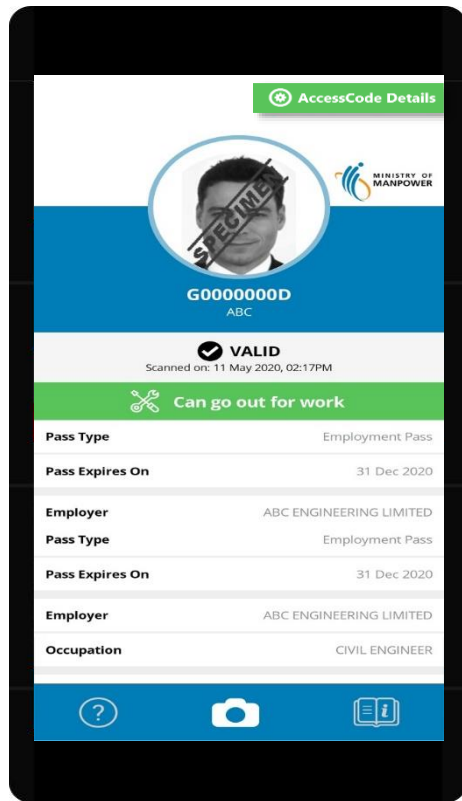 AccessCode Details
MINISTRY OF
MANPOWER
SPECIMEN
G0000000D
ABC
VALID
Scanned on: 11 May 2020, 02:17PM
Can go out for work
Pass Type Employment Pass
Pass Expires On 31 Dec 2020
Employer ABC ENGINEERING LIMITED
Pass Type Employment Pass
Pass Expires On 31 Dec 2020
Employer ABC ENGINEERING LIMITED
Occupation CIVIL ENGINEER
? i